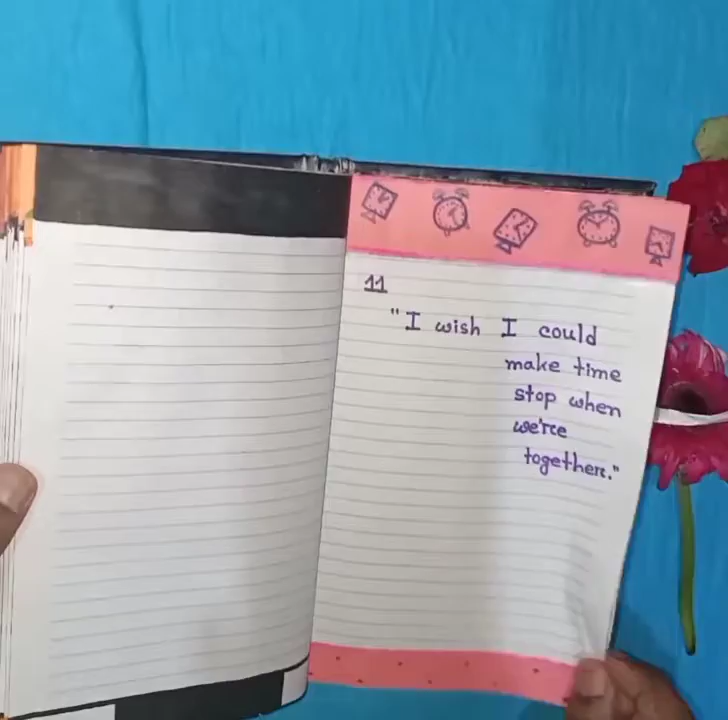 11
"I wish I could
make time
stop when
we're
together."